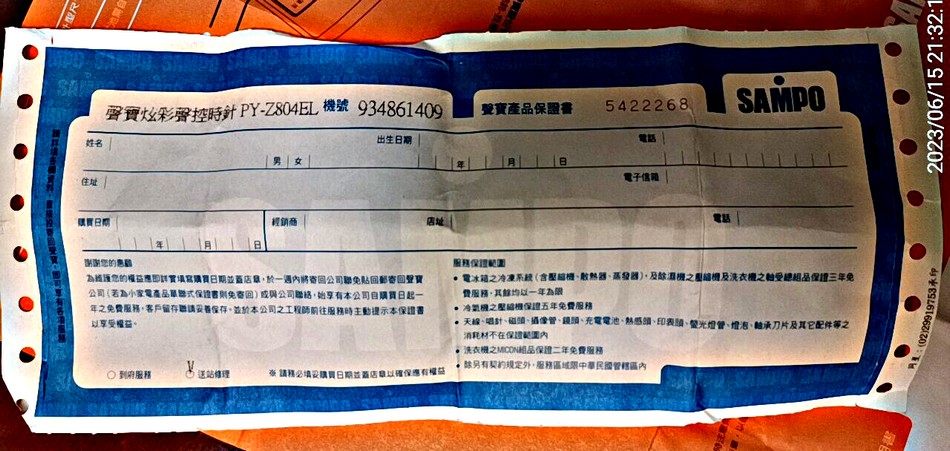 2023/06/15 21:32:1
聲寶炫彩聲控時針 PY-Z804EL 機號 934861409
聲寶產品保證書 5422268
SAMPO
姓名 男 女 出生日期 年 月 日 電話
住址 電子信箱
購買日期 年 月 日 經銷商 店址 電話
謝謝您的惠顧
為維護您的權益應即詳實填寫購買日期並蓋店章,於一週內將寄回公司聯免貼回郵寄回聲寶
公司(若為小家電產品單聯式保證書則免寄回)或與公司聯絡,始享有本公司自購買日起一
年之免費服務,客戶留存聯請妥善保存,並於本公司之工程師前往服務時主動提示本保證書
以享受權益。
○ 到府服務 ○ 送站修理 ※ 請務必填妥購買日期並蓋店章以確保應有權益
服務保證範圍
• 電冰箱之冷凍系統(含壓縮機、散熱器、蒸發器),及除濕機之壓縮機及洗衣機之軸受總組品保證三年免
費服務,其餘均以一年為限
• 冷氣機之壓縮機保證五年免費服務
• 天線、唱針、磁頭、攝像管、鏡頭、充電電池、熱感頭、印表頭、螢光燈管、燈泡、軸承刀片及其它配件等之
消耗材不在保證範圍內
• 洗衣機之MICON組品保證二年免費服務
• 除另有契約規定外,服務區域限中華民國管轄區內
(02)29919753